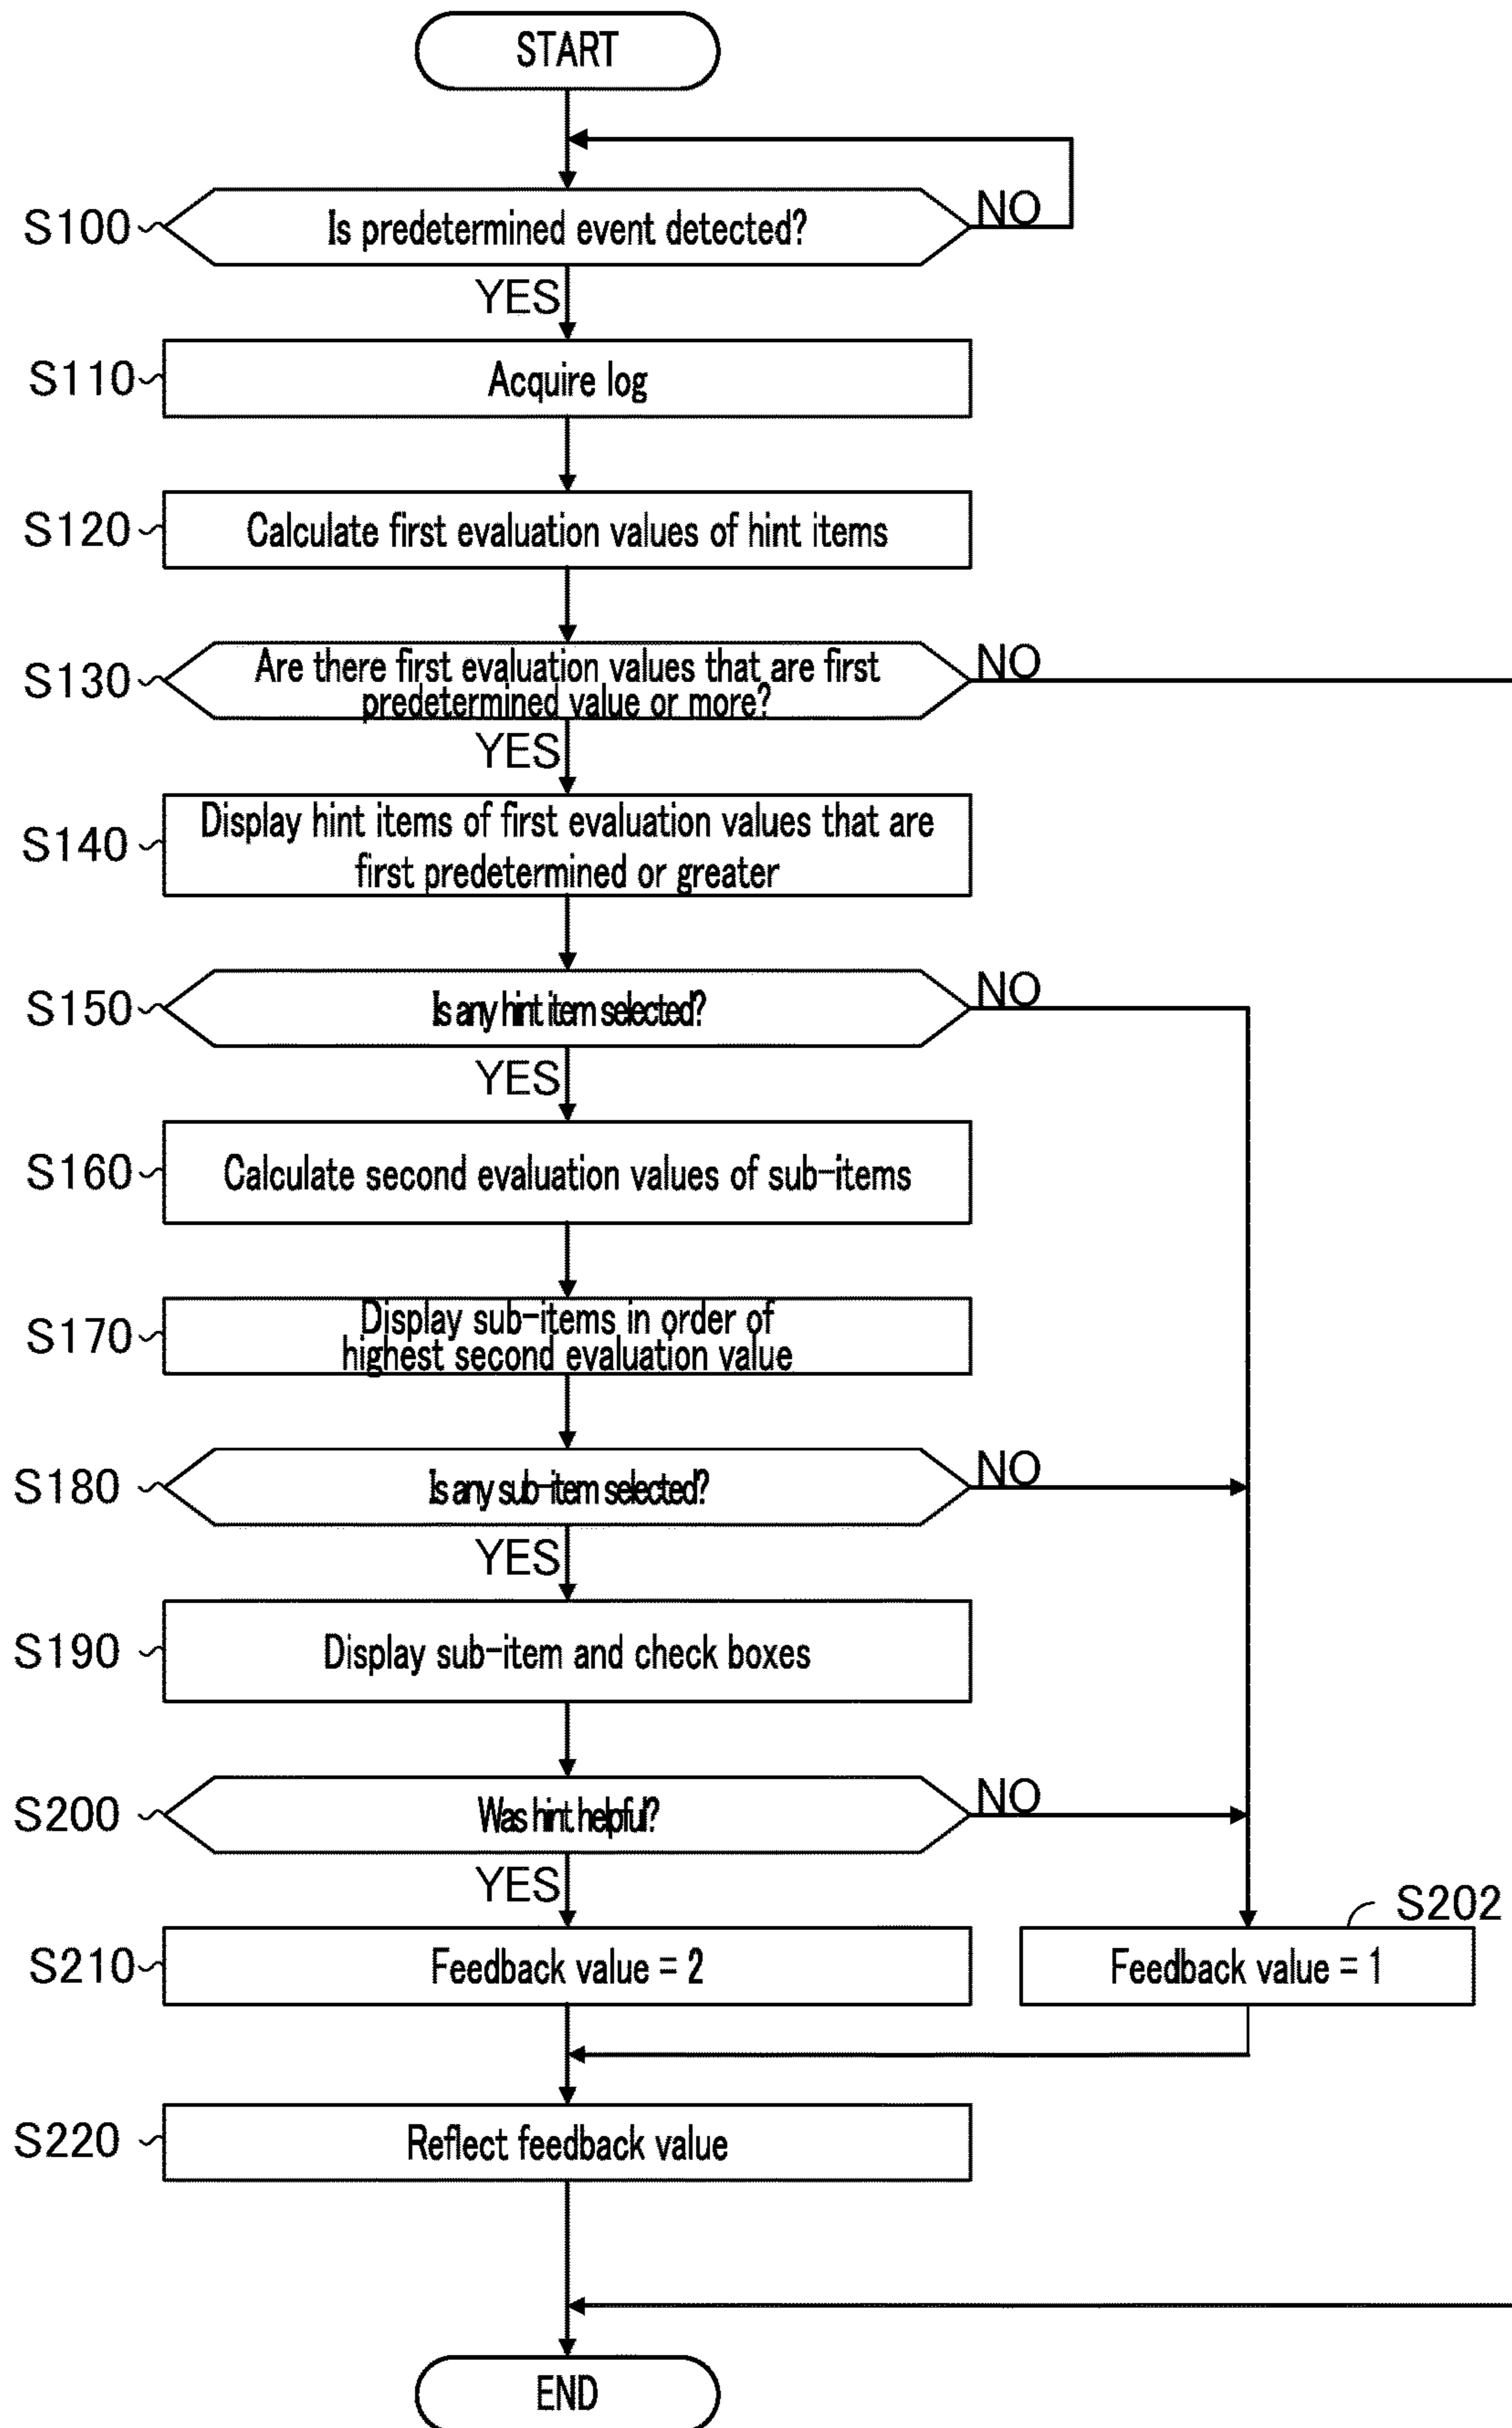 START
S100
Is predetermined event detected?
NO
YES
S110
Acquire log
S120
Calculate first evaluation values of hint items
S130
Are there first evaluation values that are first
predetermined value or more?
NO
YES
S140
Display hint items of first evaluation values that are
first predetermined or greater
S150
Is any hint item selected?
NO
YES
S160
Calculate second evaluation values of sub-items
S170
Display sub-items in order of
highest second evaluation value
S180
Is any sub-item selected?
NO
YES
S190
Display sub-item and check boxes
S200
Was hint helpful?
NO
YES
S202
S210
Feedback value = 2
Feedback value = 1
S220
Reflect feedback value
END